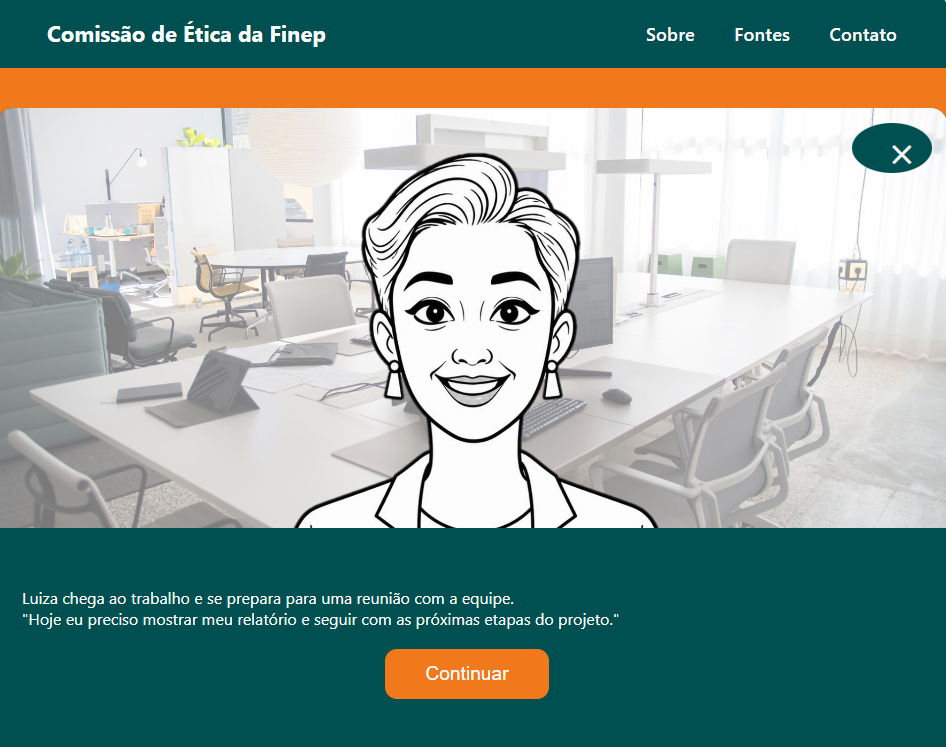 Comissão de Ética da Finep
Sobre Fontes Contato
Luiza chega ao trabalho e se prepara para uma reunião com a equipe.
"Hoje eu preciso mostrar meu relatório e seguir com as próximas etapas do projeto."
Continuar